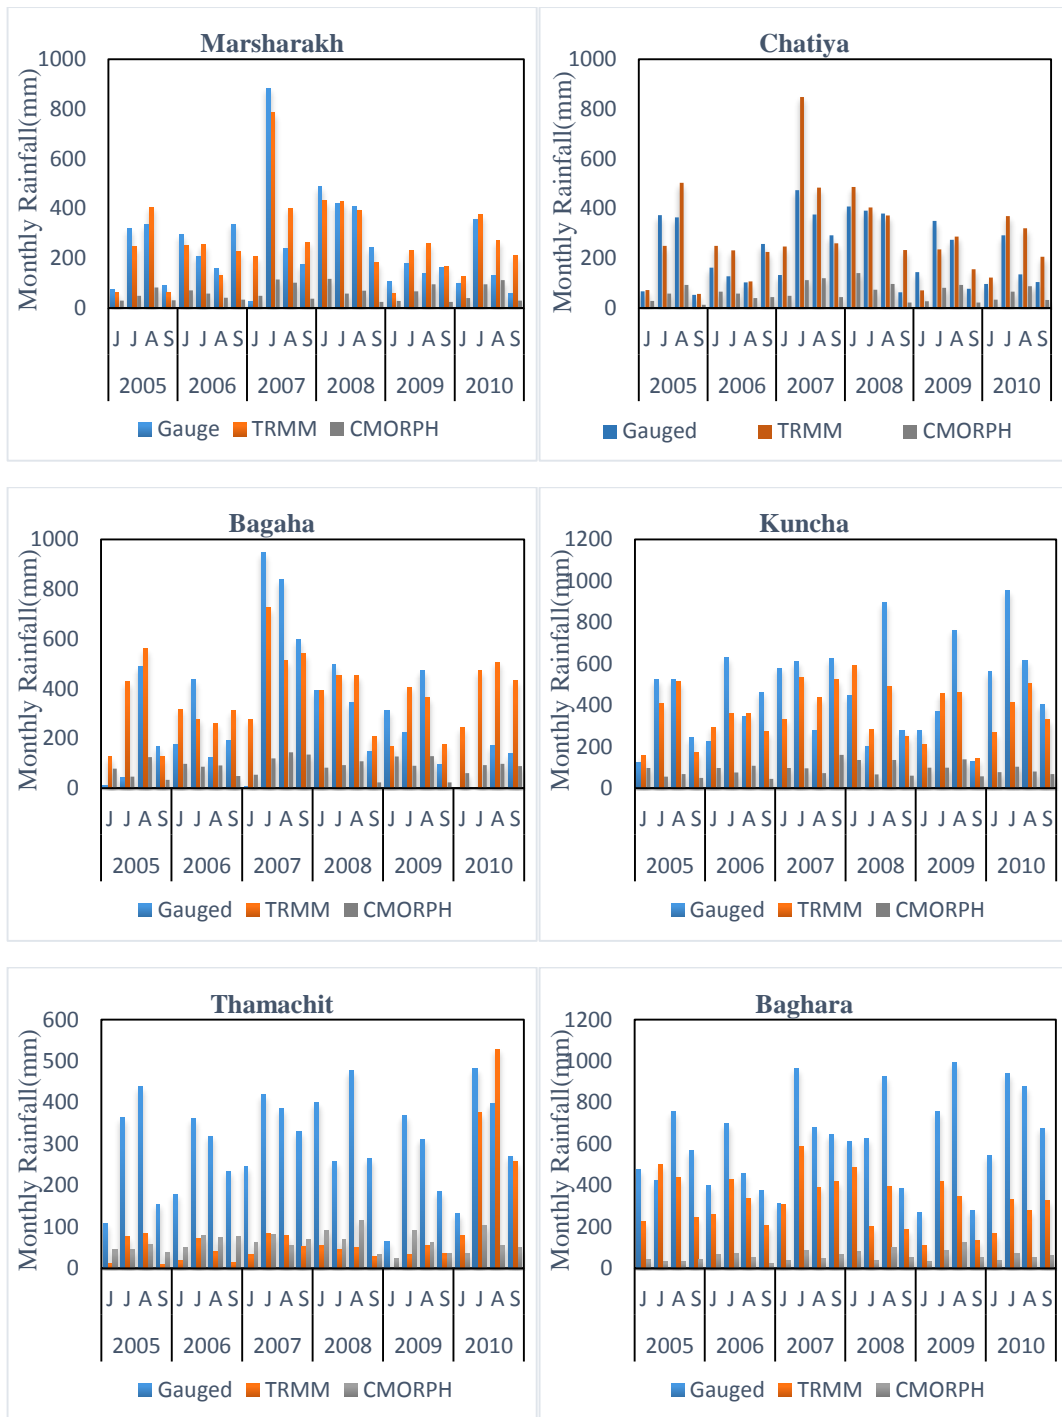 Marsharakh
Monthly Rainfall(mm)
1000
800
600
400
200
0
J J A S J J A S J J A S J J A S J J A S J J A S
2005 2006 2007 2008 2009 2010
Gauge TRMM CMORPH
Chatiya
Monthly Rainfall(mm)
1000
800
600
400
200
0
J J A S J J A S J J A S J J A S J J A S J J A S
2005 2006 2007 2008 2009 2010
Gauged TRMM CMORPH
Bagaha
Monthly Rainfall(mm)
1000
800
600
400
200
0
J J A S J J A S J J A S J J A S J J A S J J A S
2005 2006 2007 2008 2009 2010
Gauged TRMM CMORPH
Kuncha
Monthly Rainfall(mm)
1200
1000
800
600
400
200
0
J J A S J J A S J J A S J J A S J J A S J J A S
2005 2006 2007 2008 2009 2010
Gauged TRMM CMORPH
Thamachit
Monthly Rainfall(mm)
600
500
400
300
200
100
0
J J A S J J A S J J A S J J A S J J A S J J A S
2005 2006 2007 2008 2009 2010
Gauged TRMM CMORPH
Baghara
Monthly Rainfall(mm)
1200
1000
800
600
400
200
0
J J A S J J A S J J A S J J A S J J A S J J A S
2005 2006 2007 2008 2009 2010
Gauged TRMM CMORPH